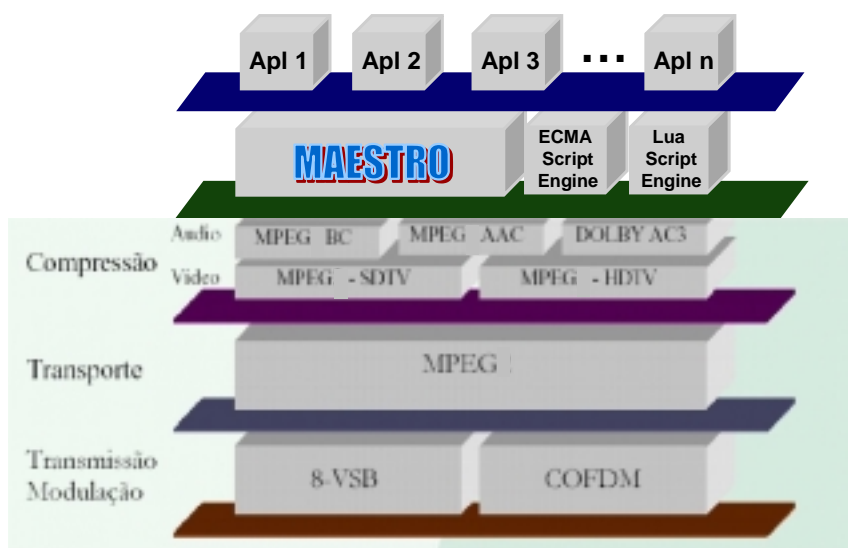 Apl 1 Apl 2 Apl 3 ... Apl n
MAESTRO
ECMA
Script
Engine
Lua
Script
Engine
Compressão
Audio
MPEG BC MPEG AAC DOLBY AC3
Video
MPEG - SDTV MPEG - HDTV
Transporte
MPEG
Transmissão
Modulação
8-VSB COFDM